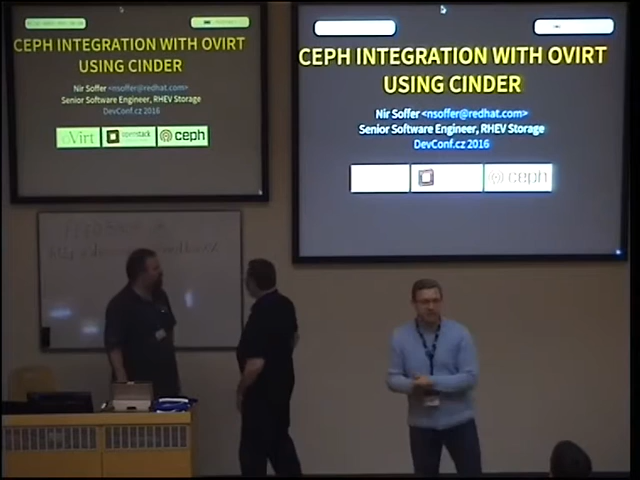 CEPH INTEGRATION WITH OVIRT
USING CINDER
Nir Soffer <nsoffer@redhat.com>
Senior Software Engineer, RHEV Storage
DevConf.cz 2016
oVirt openstack ceph
CEPH INTEGRATION WITH OVIRT
USING CINDER
Nir Soffer <nsoffer@redhat.com>
Senior Software Engineer, RHEV Storage
DevConf.cz 2016
ceph